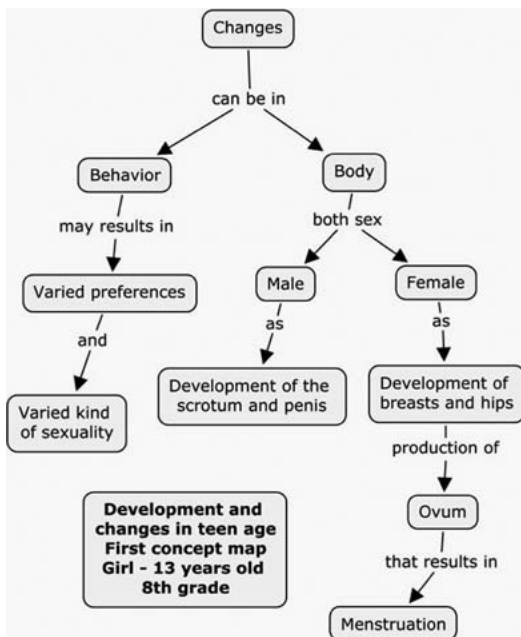 Changes
can be in
Behavior
Body
may results in
both sex
Varied preferences
Male
Female
and
as
as
Varied kind
of sexuality
Development of the
scrotum and penis
Development of
breasts and hips
production of
Development and
changes in teen age
First concept map
Girl - 13 years old
8th grade
Ovum
that results in
Menstruation